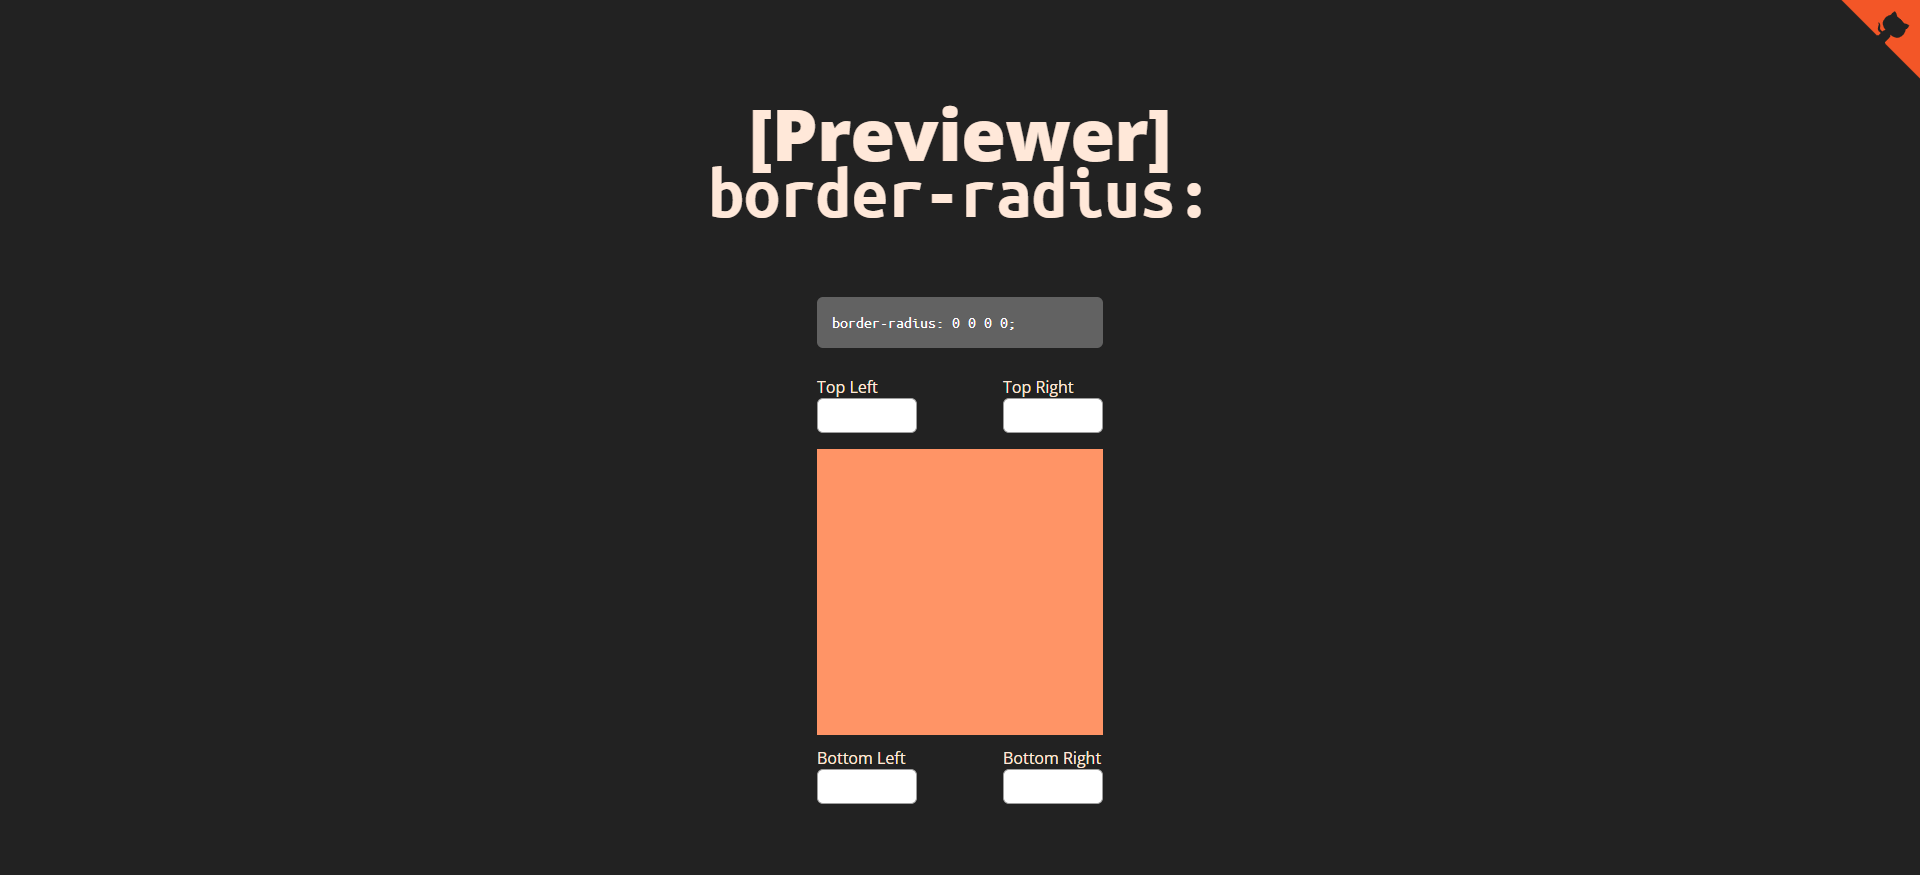 [Previewer]
border-radius:
border-radius: 0 0 0 0;
Top Left
Top Right
Bottom Left
Bottom Right